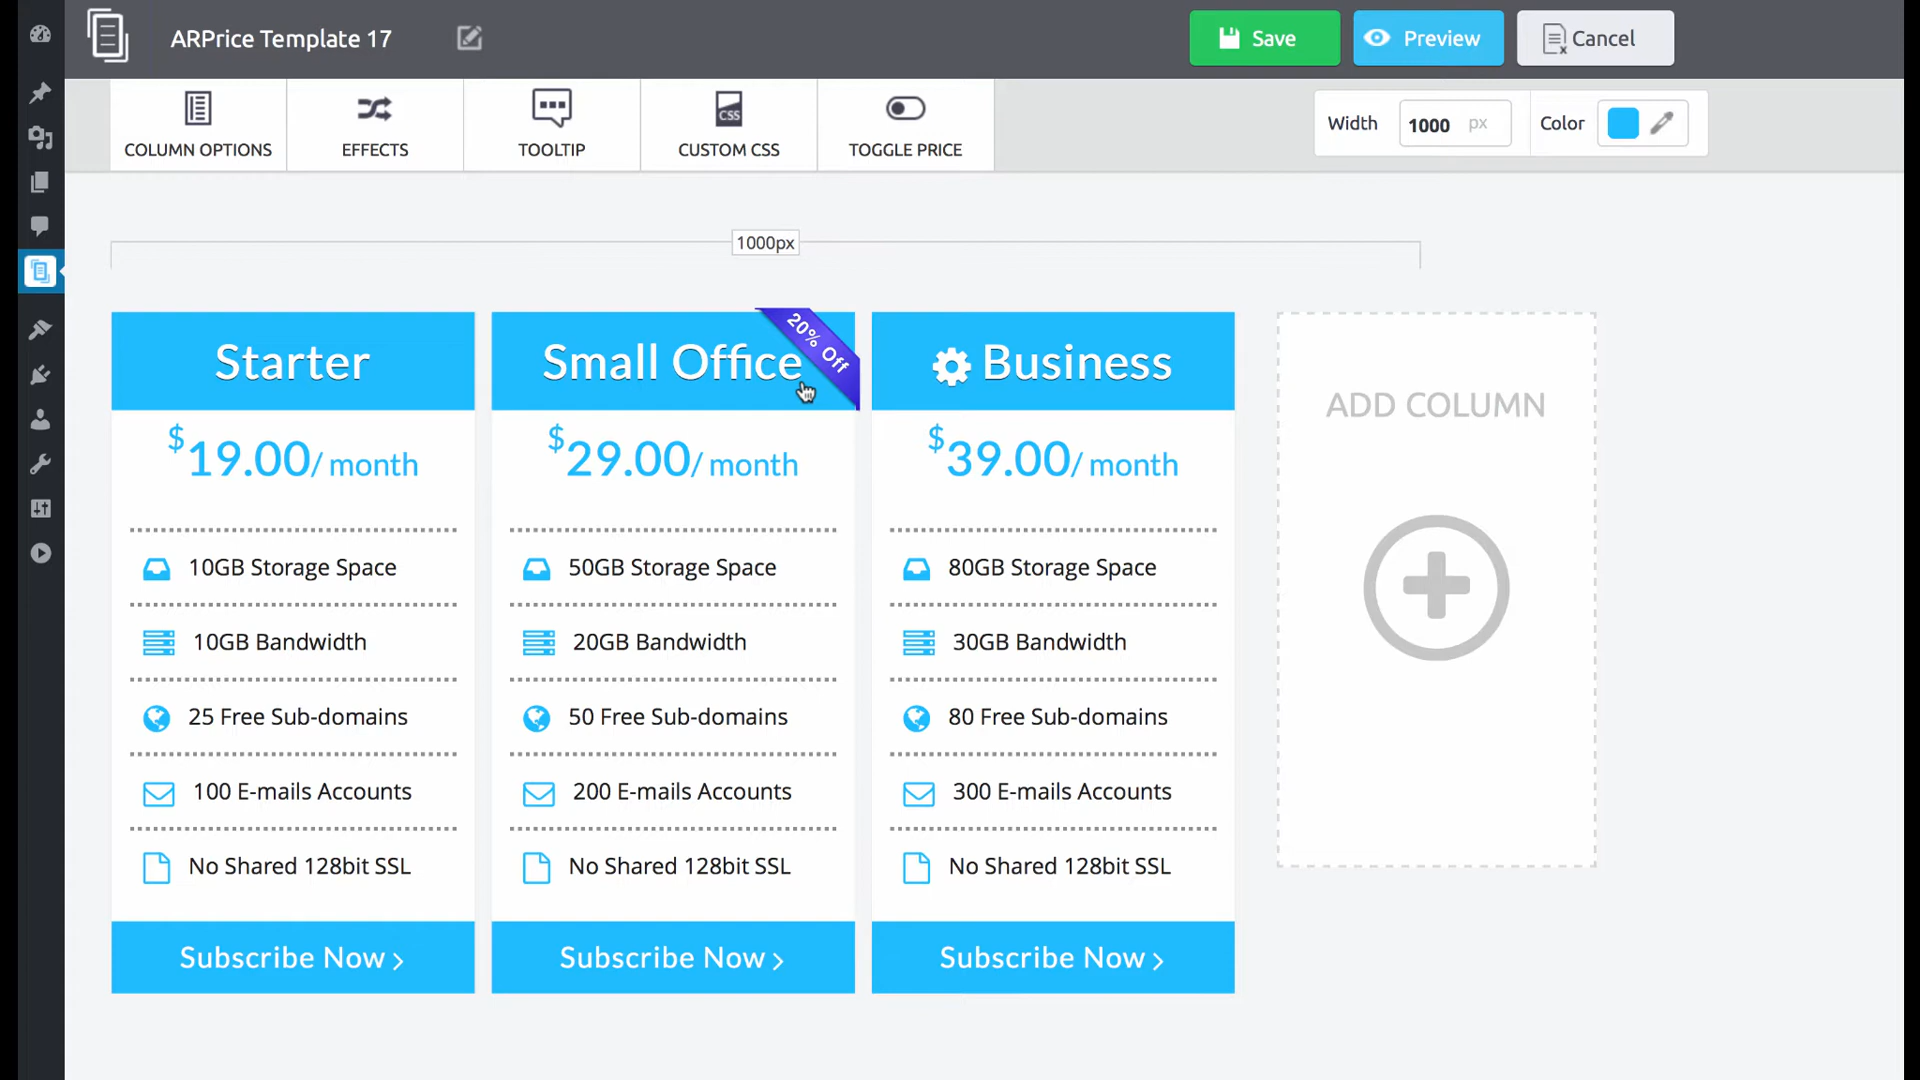 ARPrice Template 17
Save
Preview
Cancel
COLUMN OPTIONS
EFFECTS
TOOLTIP
CSS
CUSTOM CSS
TOGGLE PRICE
Width
1000 px
Color
1000px
Starter
$19.00/ month
10GB Storage Space
10GB Bandwidth
25 Free Sub-domains
100 E-mails Accounts
No Shared 128bit SSL
Subscribe Now >
Small Office
20% Off
$29.00/ month
50GB Storage Space
20GB Bandwidth
50 Free Sub-domains
200 E-mails Accounts
No Shared 128bit SSL
Subscribe Now >
Business
$39.00/ month
80GB Storage Space
30GB Bandwidth
80 Free Sub-domains
300 E-mails Accounts
No Shared 128bit SSL
Subscribe Now >
ADD COLUMN